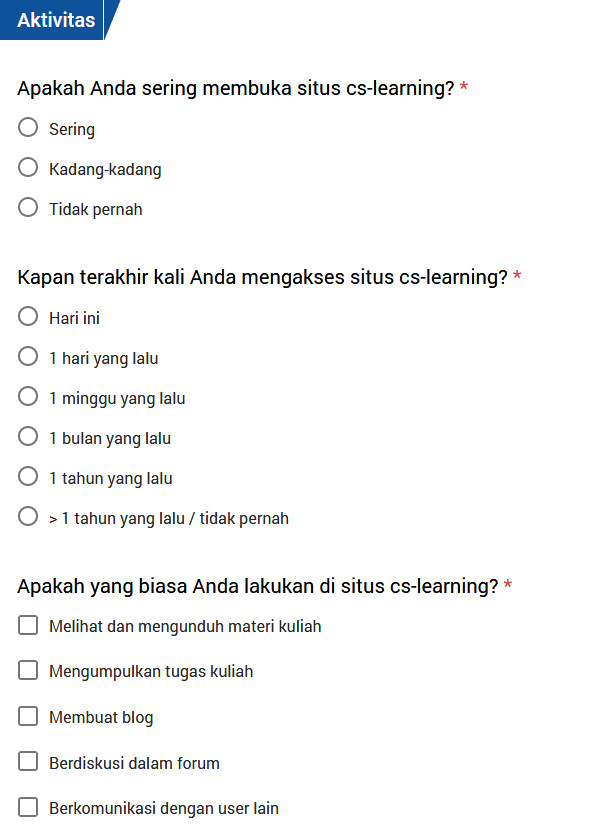 Aktivitas
Apakah Anda sering membuka situs cs-learning? *
Sering
Kadang-kadang
Tidak pernah
Kapan terakhir kali Anda mengakses situs cs-learning? *
Hari ini
1 hari yang lalu
1 minggu yang lalu
1 bulan yang lalu
1 tahun yang lalu
> 1 tahun yang lalu / tidak pernah
Apakah yang biasa Anda lakukan di situs cs-learning? *
Melihat dan mengunduh materi kuliah
Mengumpulkan tugas kuliah
Membuat blog
Berdiskusi dalam forum
Berkomunikasi dengan user lain